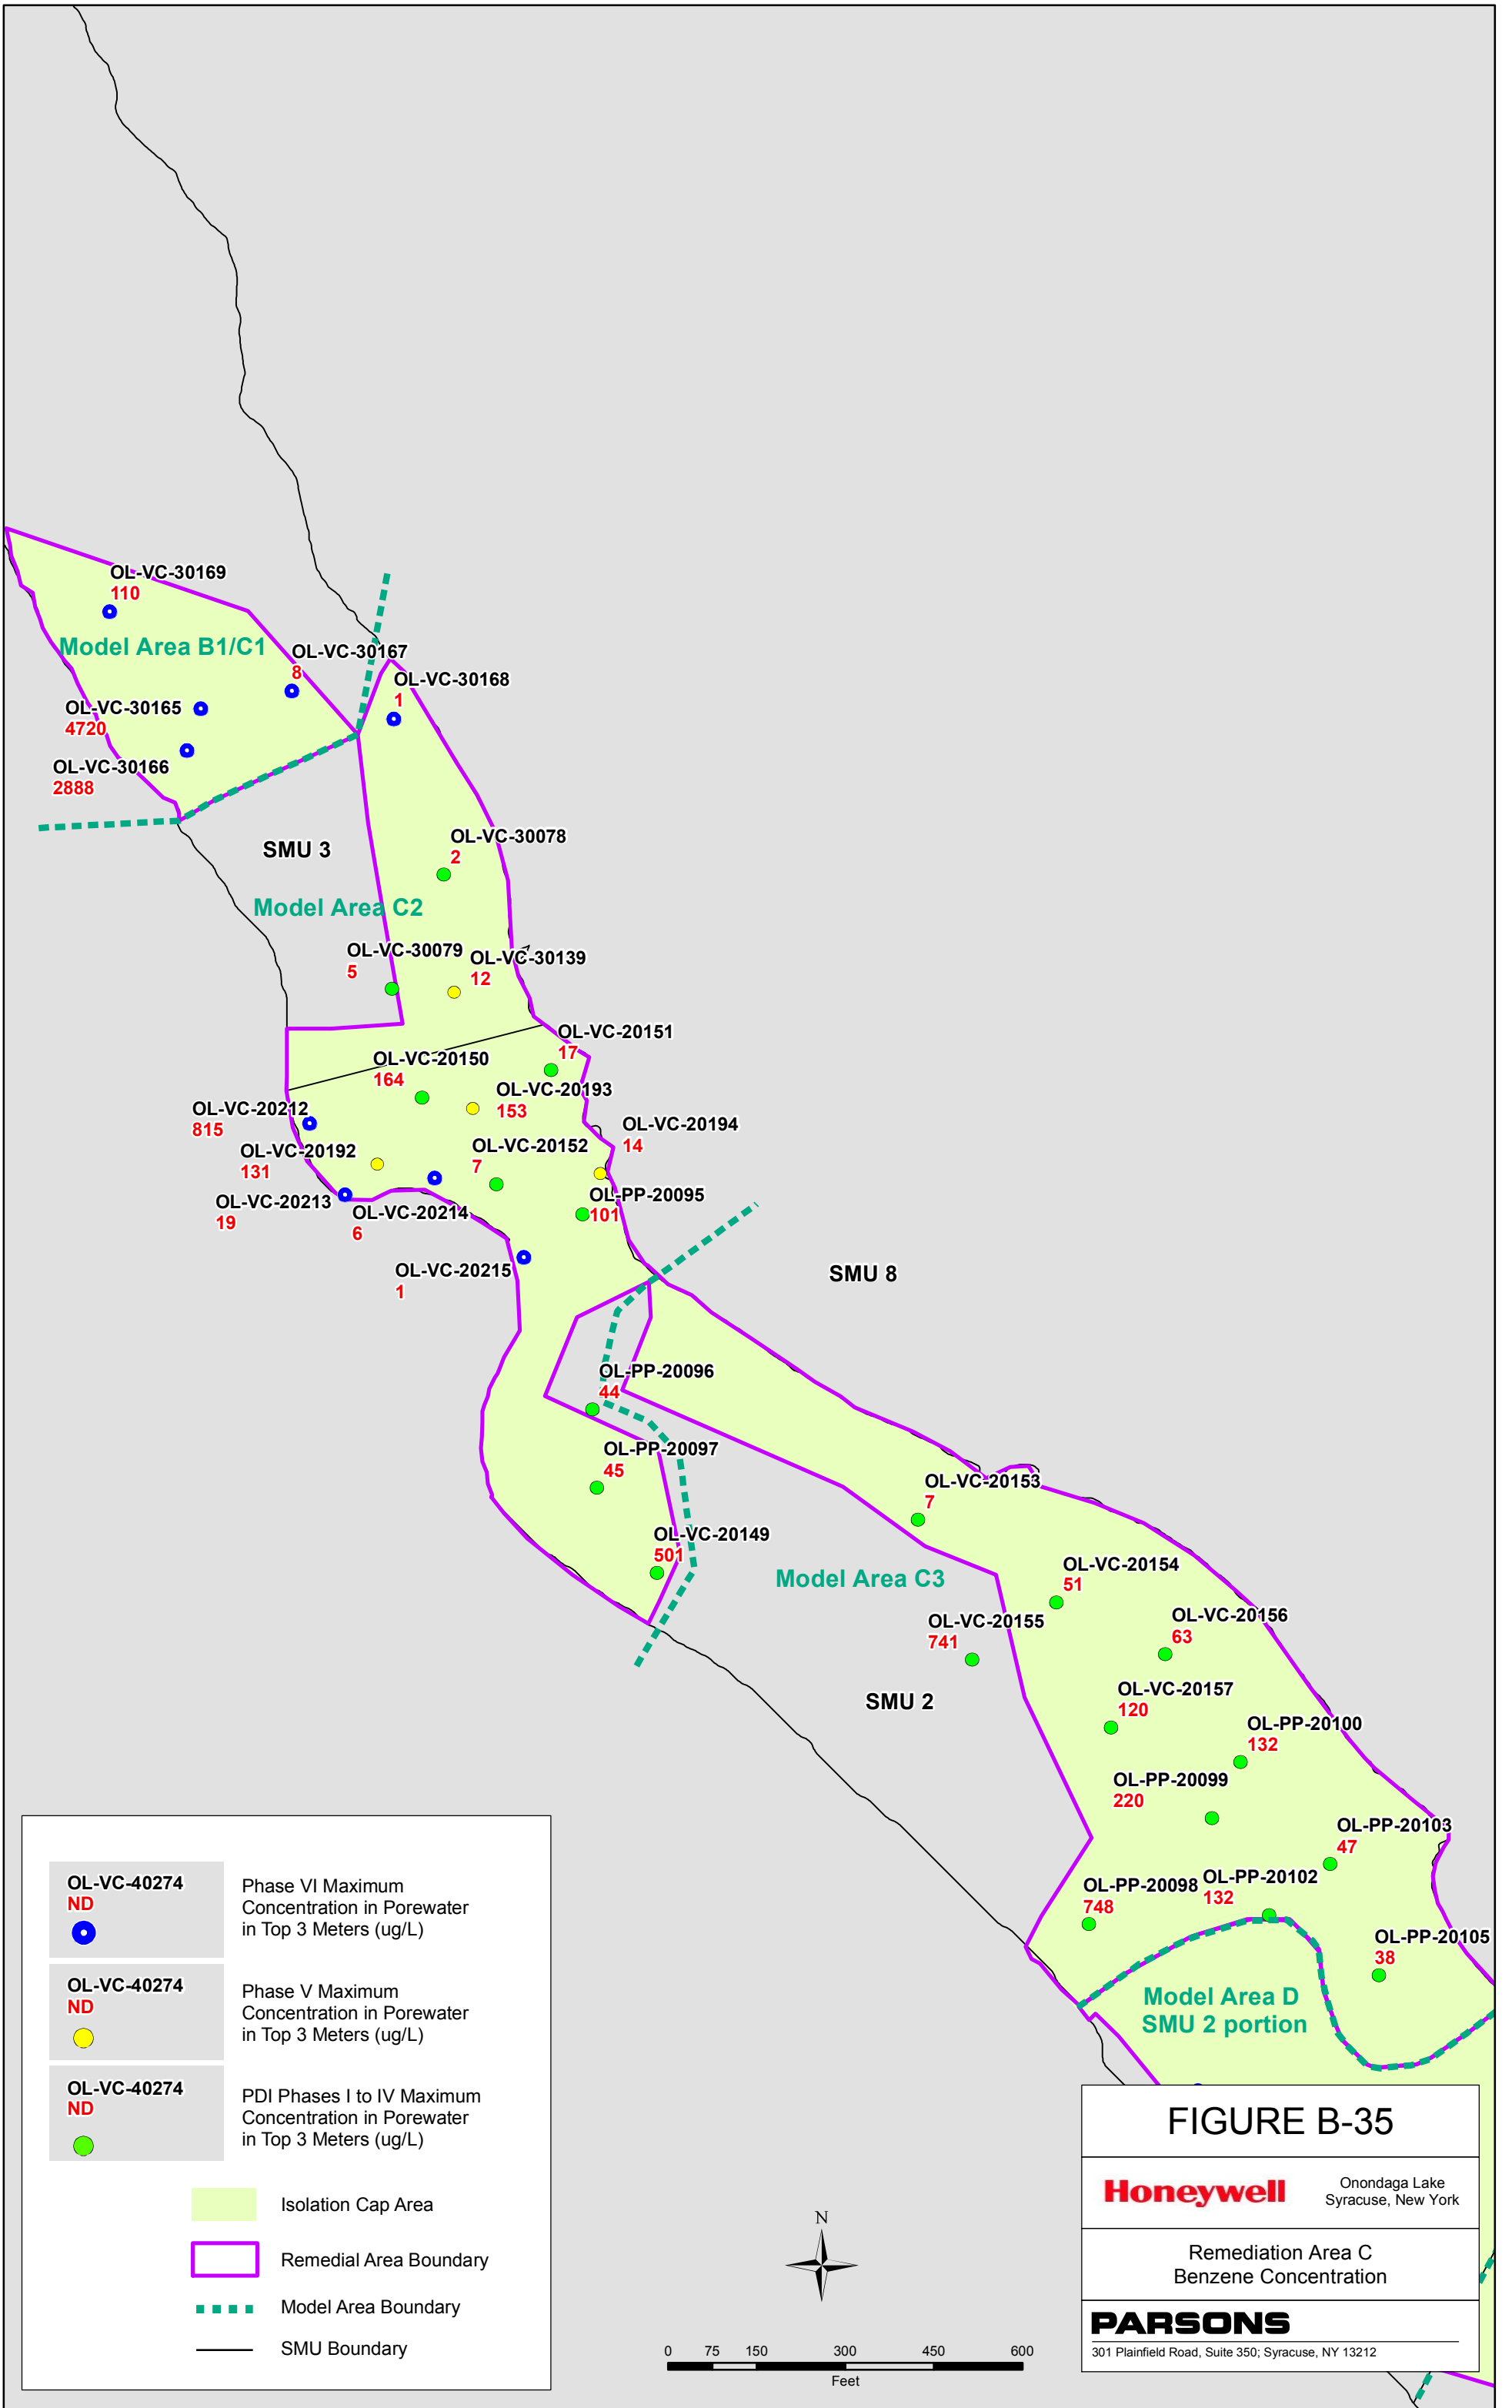 OL-VC-30169
110
Model Area B1/C1
OL-VC-30167
8
OL-VC-30168
1
OL-VC-30165
4720
OL-VC-30166
2888
OL-VC-30078
2
SMU 3
Model Area C2
OL-VC-30079
5
OL-VC-30139
12
OL-VC-20151
17
OL-VC-20150
164
OL-VC-20193
153
OL-VC-20212
815
OL-VC-20194
14
OL-VC-20192
131
OL-VC-20152
7
OL-VC-20213
19
OL-VC-20214
6
OL-PP-20095
101
OL-VC-20215
1
SMU 8
OL-PP-20096
44
OL-PP-20097
45
OL-VC-20153
7
OL-VC-20149
501
Model Area C3
OL-VC-20154
51
OL-VC-20155
741
OL-VC-20156
63
SMU 2
OL-VC-20157
120
OL-PP-20100
132
OL-PP-20099
220
OL-PP-20103
47
OL-PP-20098
748
OL-PP-20102
132
OL-PP-20105
38
Model Area D
SMU 2 portion
OL-VC-40274
ND
Phase VI Maximum
Concentration in Porewater
in Top 3 Meters (ug/L)
OL-VC-40274
ND
Phase V Maximum
Concentration in Porewater
in Top 3 Meters (ug/L)
OL-VC-40274
ND
PDI Phases I to IV Maximum
Concentration in Porewater
in Top 3 Meters (ug/L)
Isolation Cap Area
Remedial Area Boundary
Model Area Boundary
SMU Boundary
N
0 75 150 300 450 600
Feet
FIGURE B-35
Honeywell
Onondaga Lake
Syracuse, New York
Remediation Area C
Benzene Concentration
PARSONS
301 Plainfield Road, Suite 350; Syracuse, NY 13212